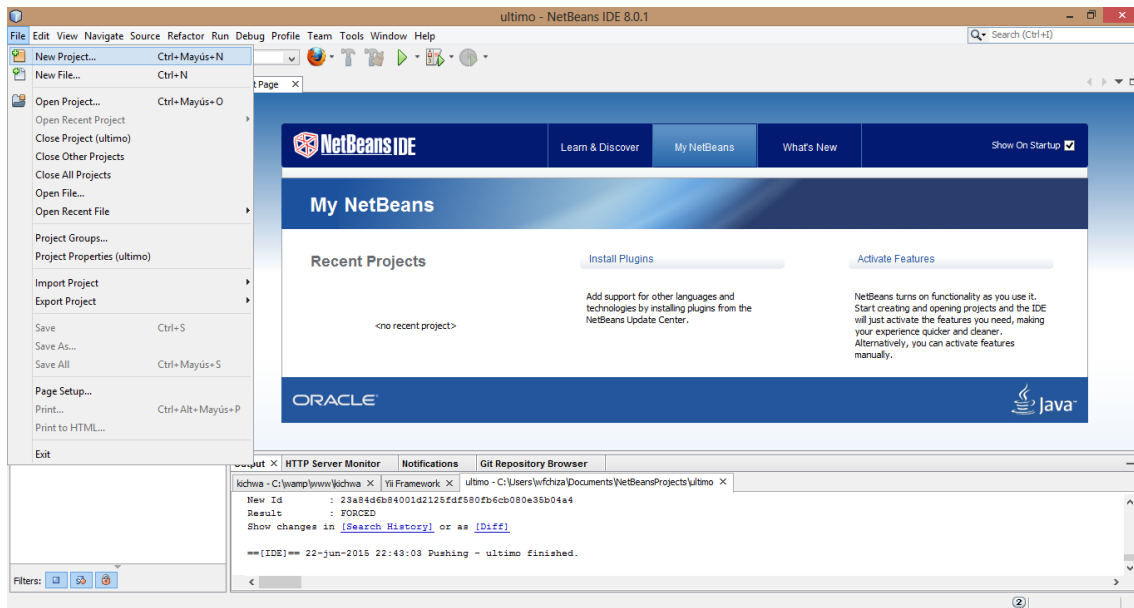 ultimo - NetBeans IDE 8.0.1
File Edit View Navigate Source Refactor Run Debug Profile Team Tools Window Help
Search (Ctrl+I)
New Project... Ctrl+Mayús+N
New File... Ctrl+N
Open Project... Ctrl+Mayús+O
Open Recent Project
Close Project (ultimo)
Close Other Projects
Close All Projects
Open File...
Open Recent File
Project Groups...
Project Properties (ultimo)
Import Project
Export Project
Save Ctrl+S
Save As...
Save All Ctrl+Mayús+S
Page Setup...
Print... Ctrl+Alt+Mayús+P
Print to HTML...
Exit
t Page
NetBeans IDE
Learn & Discover My NetBeans What's New Show On Startup
My NetBeans
Recent Projects
<no recent project>
Install Plugins
Add support for other languages and
technologies by installing plugins from the
NetBeans Update Center.
Activate Features
NetBeans turns on functionality as you use it.
Start creating and opening projects and the IDE
will just activate the features you need, making
your experience quicker and cleaner.
Alternatively, you can activate features
manually.
ORACLE
Java
Output HTTP Server Monitor Notifications Git Repository Browser
kichwa - C:\wamp\www\kichwa Yii Framework ultimo - C:\Users\wfchiza\Documents\NetBeansProjects\ultimo
New Id : 23a84d6b84001d2125fdf580fb6cb080e35b04a4
Result : FORCED
Show changes in [Search History] or as [Diff]
==[IDE]== 22-jun-2015 22:43:03 Pushing - ultimo finished.
Filters:
2